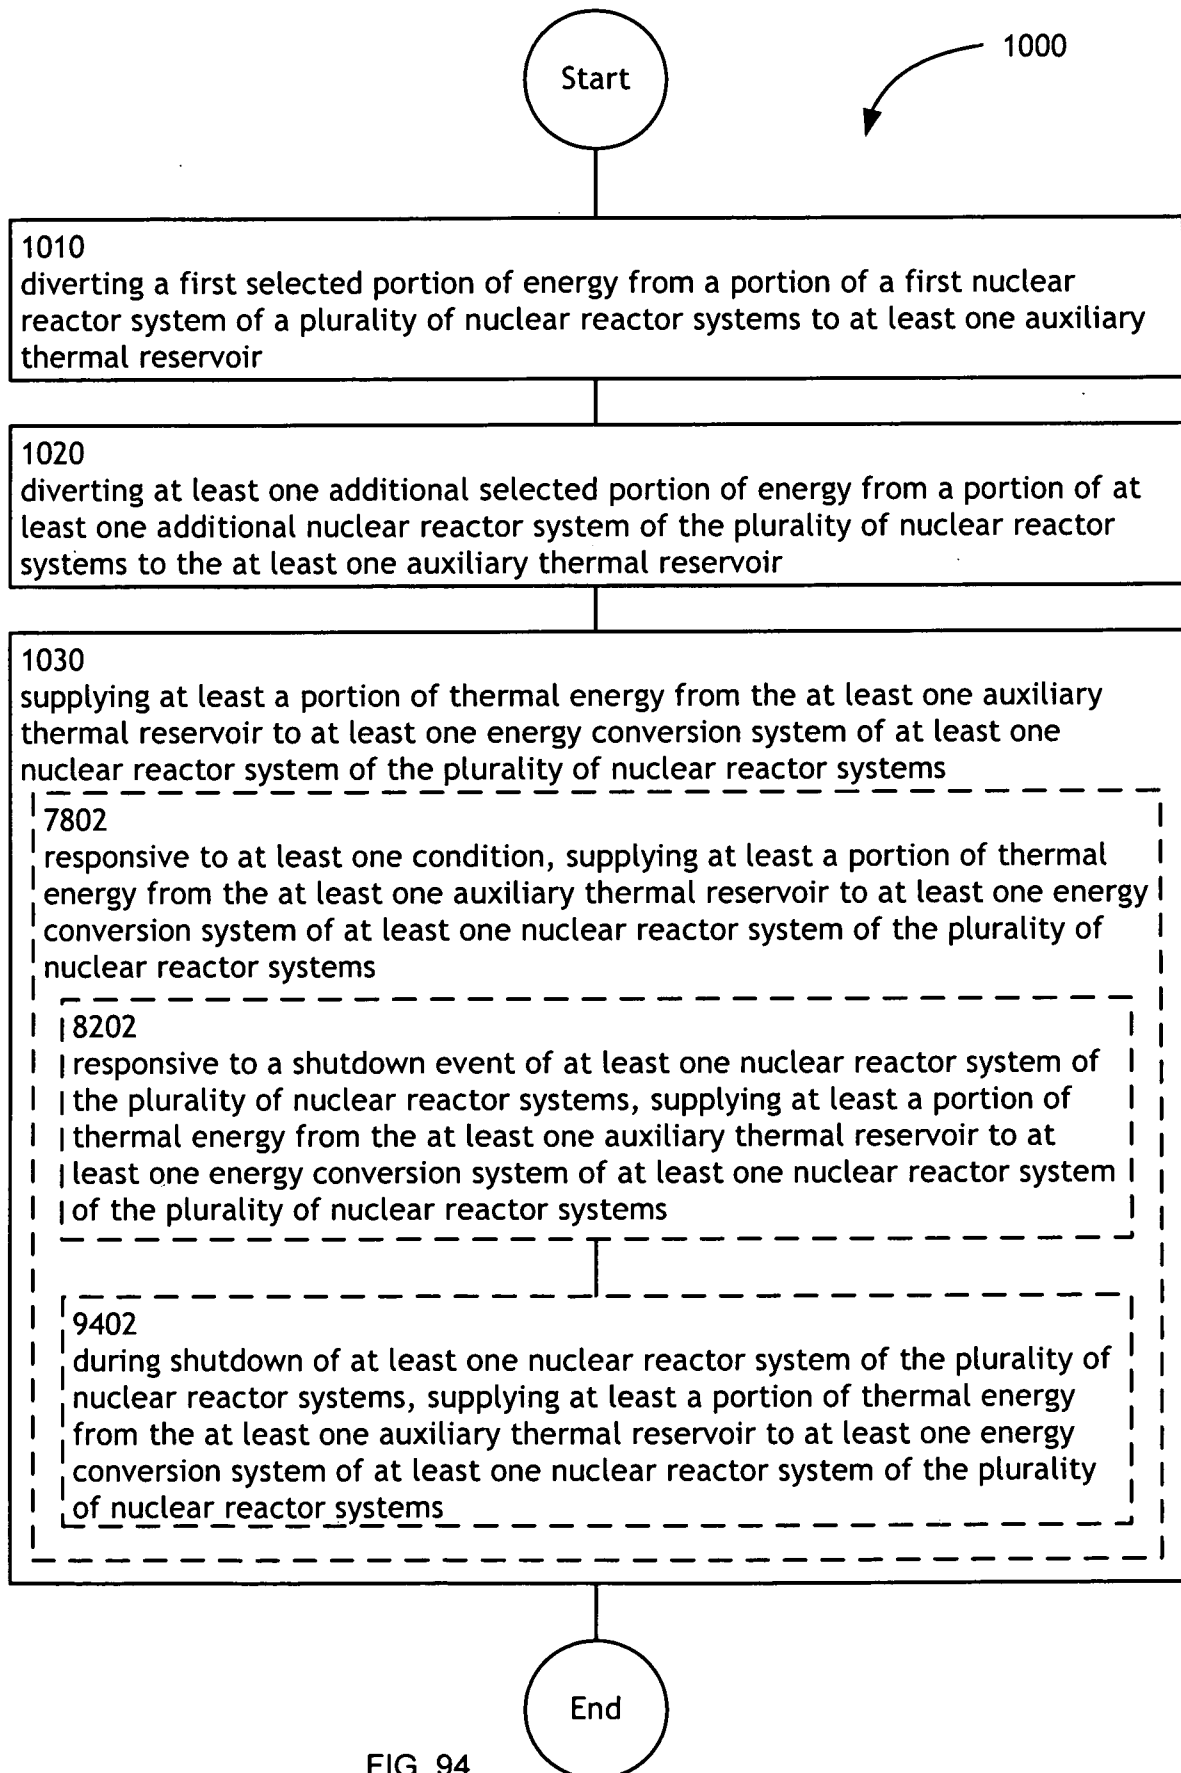 Start
1000
1010
diverting a first selected portion of energy from a portion of a first nuclear
reactor system of a plurality of nuclear reactor systems to at least one auxiliary
thermal reservoir
1020
diverting at least one additional selected portion of energy from a portion of at
least one additional nuclear reactor system of the plurality of nuclear reactor
systems to the at least one auxiliary thermal reservoir
1030
supplying at least a portion of thermal energy from the at least one auxiliary
thermal reservoir to at least one energy conversion system of at least one
nuclear reactor system of the plurality of nuclear reactor systems
7802
responsive to at least one condition, supplying at least a portion of thermal
energy from the at least one auxiliary thermal reservoir to at least one energy
conversion system of at least one nuclear reactor system of the plurality of
nuclear reactor systems
8202
responsive to a shutdown event of at least one nuclear reactor system of
the plurality of nuclear reactor systems, supplying at least a portion of
thermal energy from the at least one auxiliary thermal reservoir to at
least one energy conversion system of at least one nuclear reactor system
of the plurality of nuclear reactor systems
9402
during shutdown of at least one nuclear reactor system of the plurality of
nuclear reactor systems, supplying at least a portion of thermal energy
from the at least one auxiliary thermal reservoir to at least one energy
conversion system of at least one nuclear reactor system of the plurality
of nuclear reactor systems
End
FIG. 94